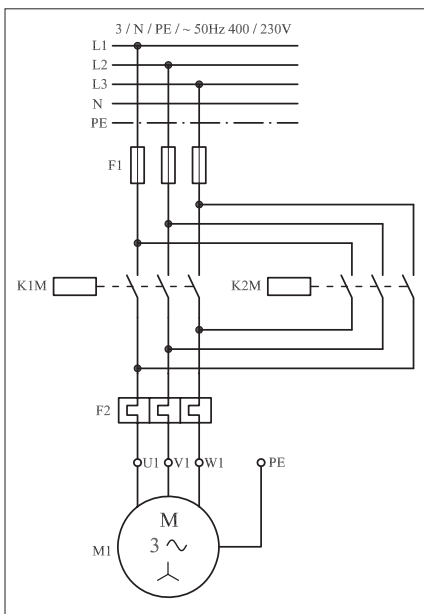 3 / N / PE / ~ 50Hz 400 / 230V
L1
L2
L3
N
PE
F1
K1M
K2M
F2
U1 V1 W1 PE
M
3 ~
M1